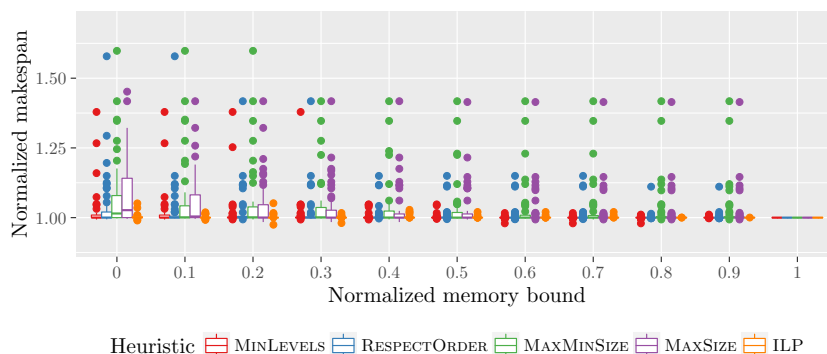 Normalized makespan
1.50
1.25
1.00
0 0.1 0.2 0.3 0.4 0.5 0.6 0.7 0.8 0.9 1
Normalized memory bound
Heuristic MINLEVELS RESPECTORDER MAXMINSIZE MAXSIZE ILP